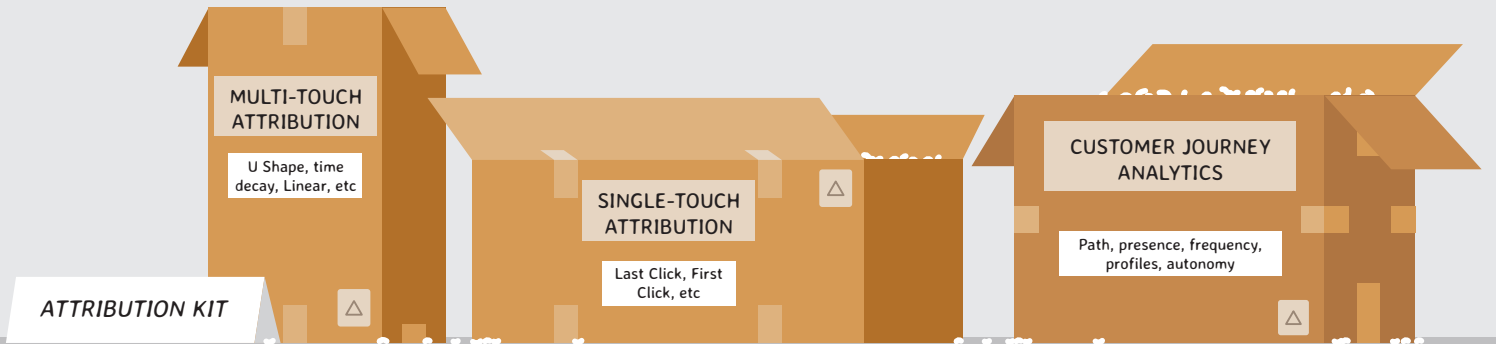 MULTI-TOUCH
ATTRIBUTION
U Shape, time
decay, Linear, etc
SINGLE-TOUCH
ATTRIBUTION
Last Click, First
Click, etc
CUSTOMER JOURNEY
ANALYTICS
Path, presence, frequency,
profiles, autonomy
ATTRIBUTION KIT